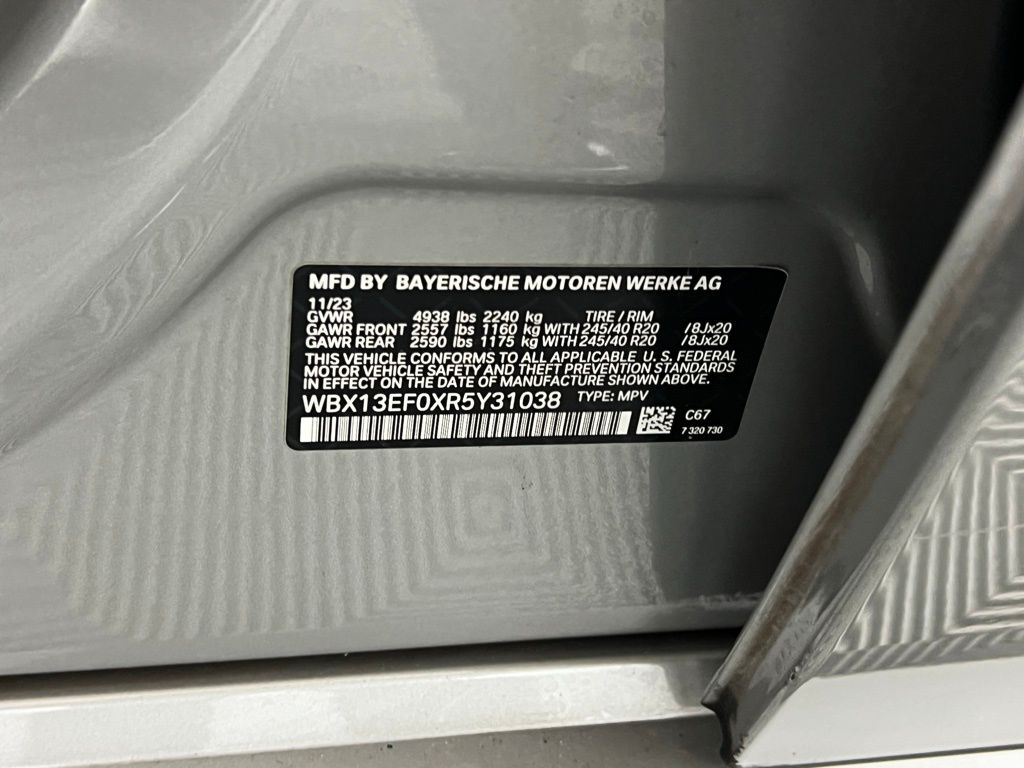 MFD BY BAYERISCHE MOTOREN WERKE AG
11/23
GVWR 4938 lbs 2240 kg TIRE / RIM
GAWR FRONT 2557 lbs 1160 kg WITH 245/40 R20 /8Jx20
GAWR REAR 2590 lbs 1175 kg WITH 245/40 R20 /8Jx20
THIS VEHICLE CONFORMS TO ALL APPLICABLE U. S. FEDERAL
MOTOR VEHICLE SAFETY AND THEFT PREVENTION STANDARDS
IN EFFECT ON THE DATE OF MANUFACTURE SHOWN ABOVE.
WBX13EF0XR5Y31038 TYPE: MPV
C67
7 320 730